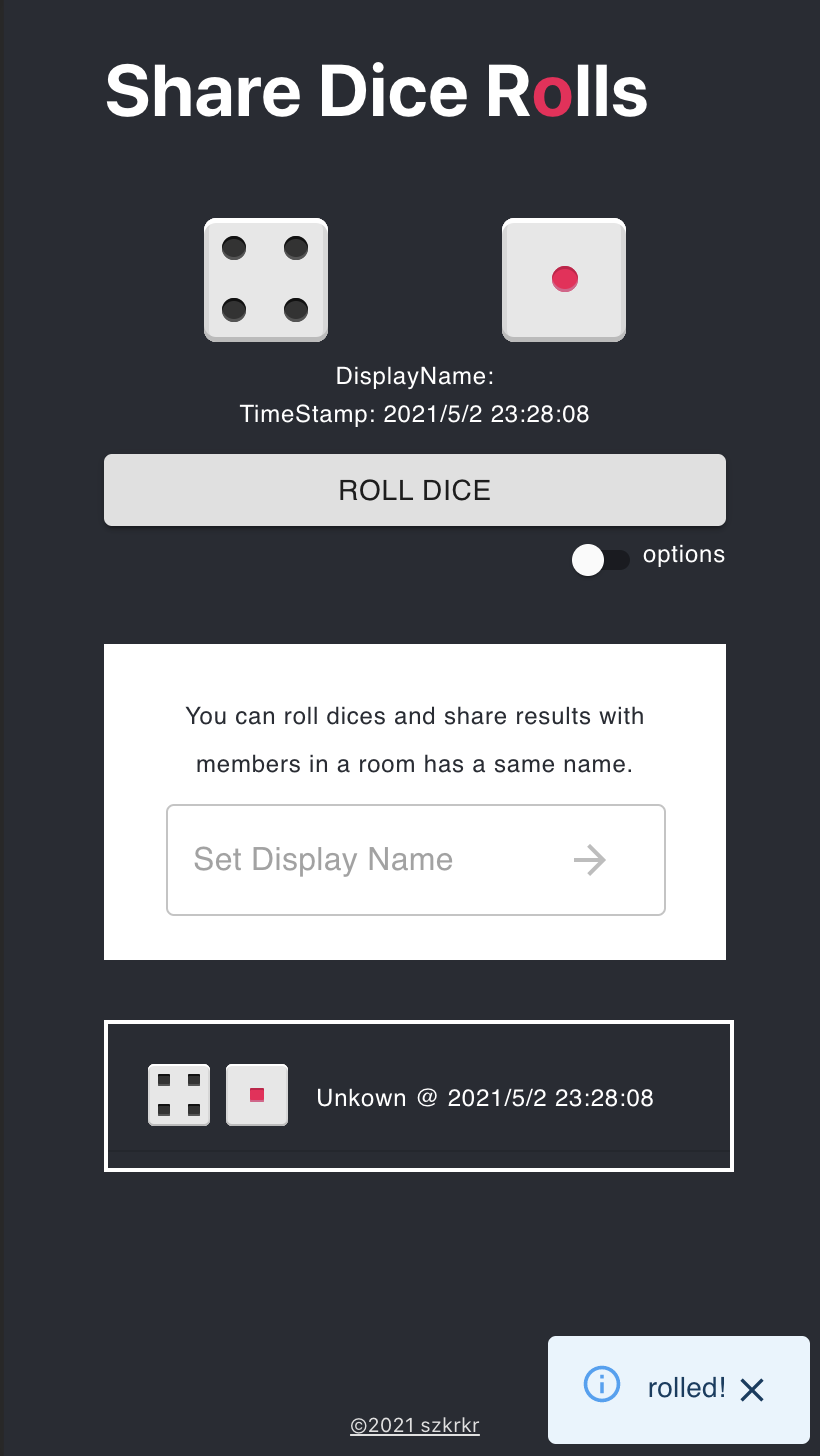 Share Dice Rolls
DisplayName:
TimeStamp: 2021/5/2 23:28:08
ROLL DICE
options
You can roll dices and share results with
members in a room has a same name.
Set Display Name
Unkown @ 2021/5/2 23:28:08
rolled!
©2021 szkrkr